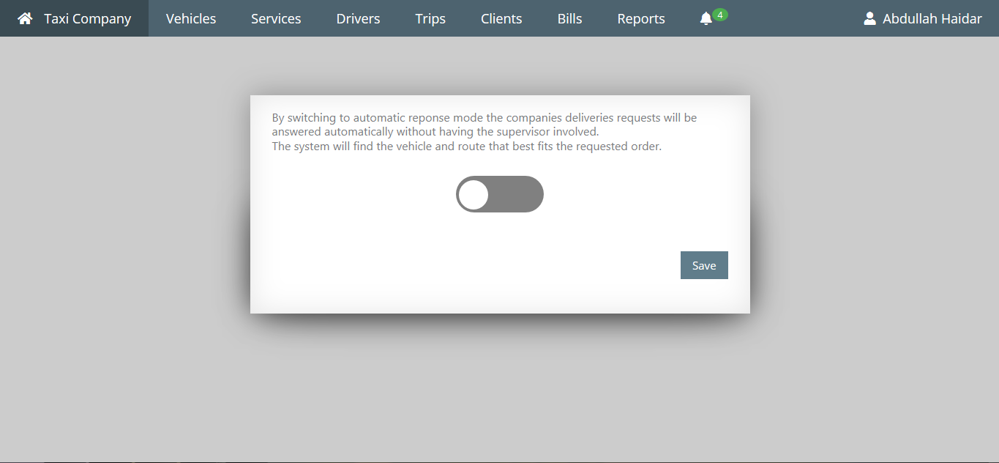 Taxi Company Vehicles Services Drivers Trips Clients Bills Reports 4 Abdullah Haidar
By switching to automatic reponse mode the companies deliveries requests will be
answered automatically without having the supervisor involved.
The system will find the vehicle and route that best fits the requested order.
Save